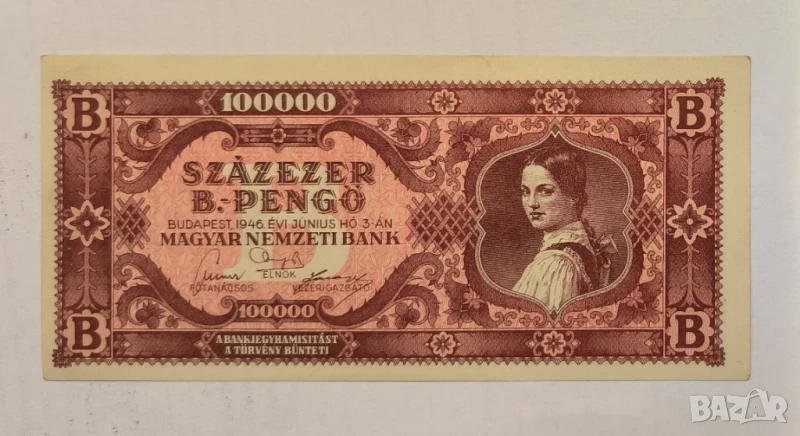 B 100000 B
SZÁZEZER
B.-PENGŐ
BUDAPEST, 1946. ÉVI JÚNIUS HÓ 3-ÁN
MAGYAR NEMZETI BANK
ELNÖK
FŐTANÁCSOS VEZÉRIGAZGATÓ
B 100000 B
A BANKJEGYHAMISÍTÁST
A TÖRVÉNY BÜNTETI
BAZAR